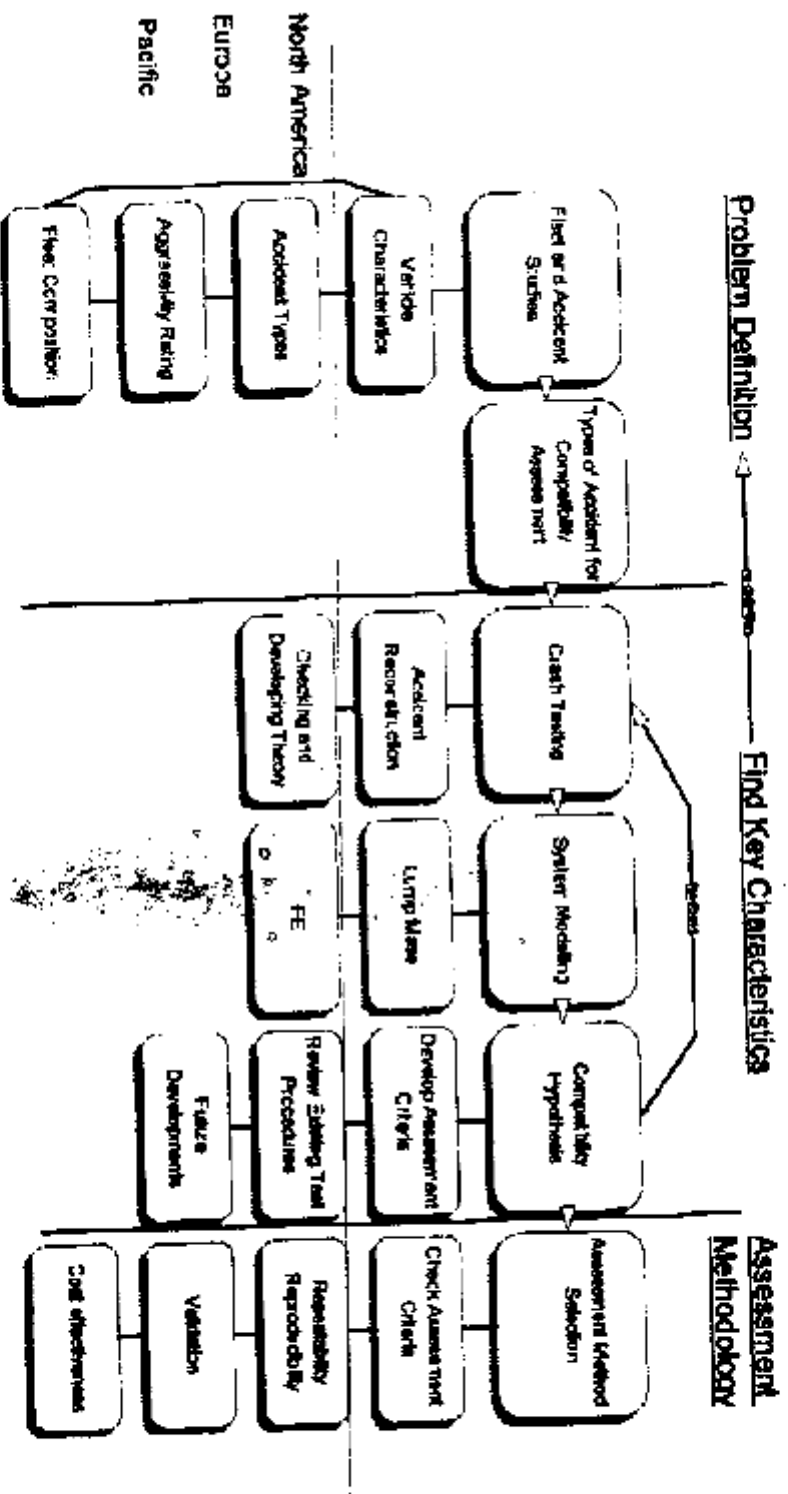 Problem Definition
Find Key Characteristics
Assessment
Methodology
Fleet and Accident
Studies
Types of Accident for
Compatibility
Assessment
Crash Testing
System Modelling
Compatibility
Hypothesis
Assessment Method
Selection
Vehicle
Characteristics
Accident
Reconstruction
Lump Mass
Develop Assessment
Criteria
Check Assessment
Criteria
North America
Europe
Pacific
Accident Types
Checking and
Developing Theory
FE
Review Existing Test
Procedures
Repeatability
Reproducibility
Aggressivity Rating
Future
Developments
Validation
Fleet Composition
Cost effectiveness